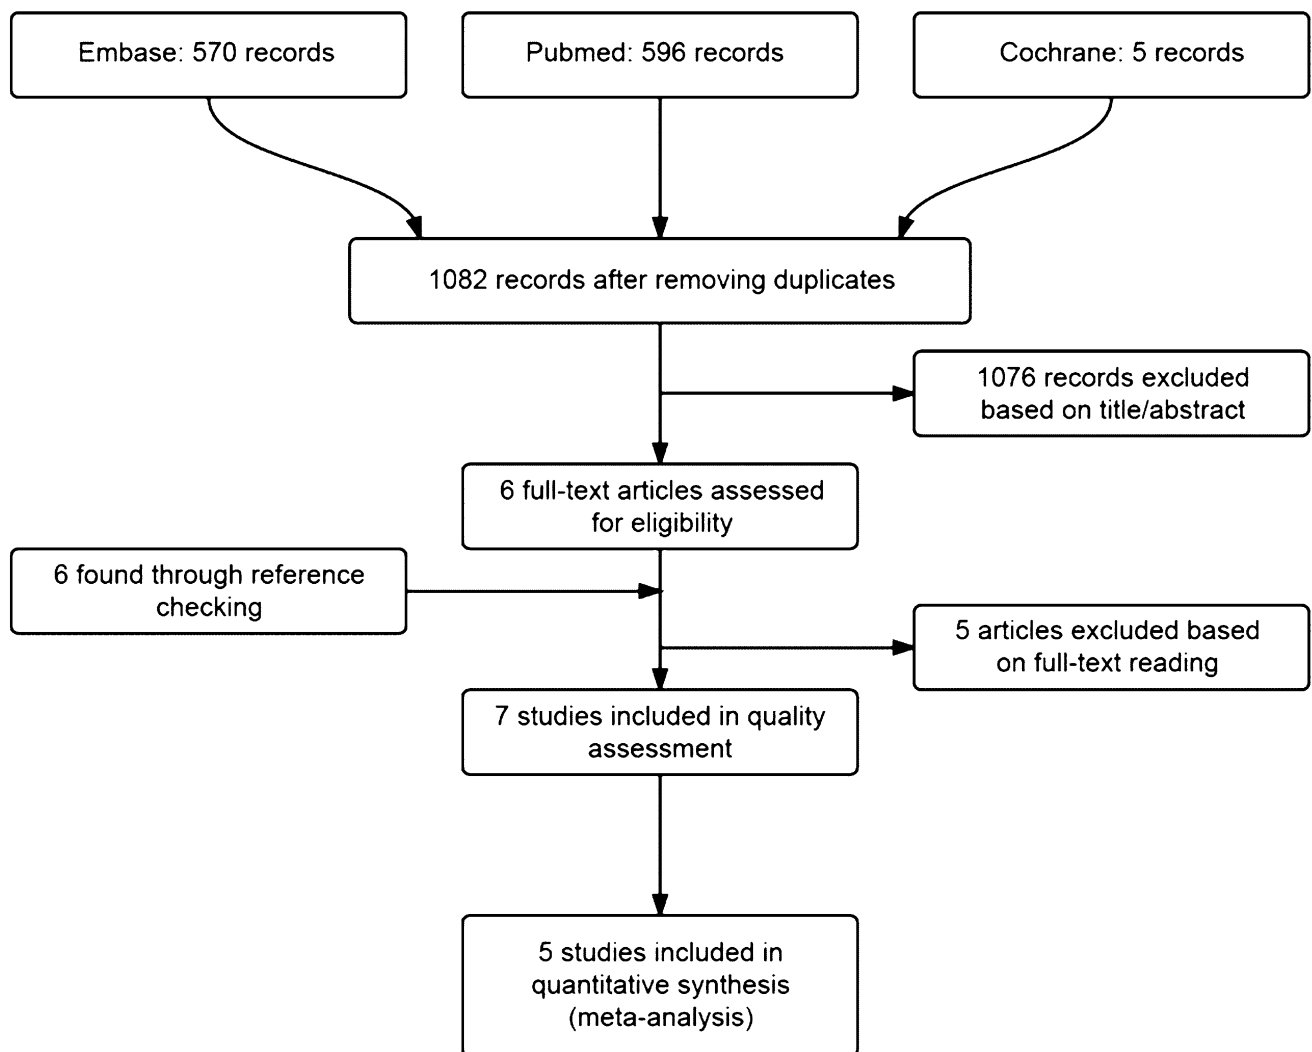 Embase: 570 records
Pubmed: 596 records
Cochrane: 5 records
1082 records after removing duplicates
1076 records excluded
based on title/abstract
6 full-text articles assessed
for eligibility
6 found through reference
checking
5 articles excluded based
on full-text reading
7 studies included in quality
assessment
5 studies included in
quantitative synthesis
(meta-analysis)